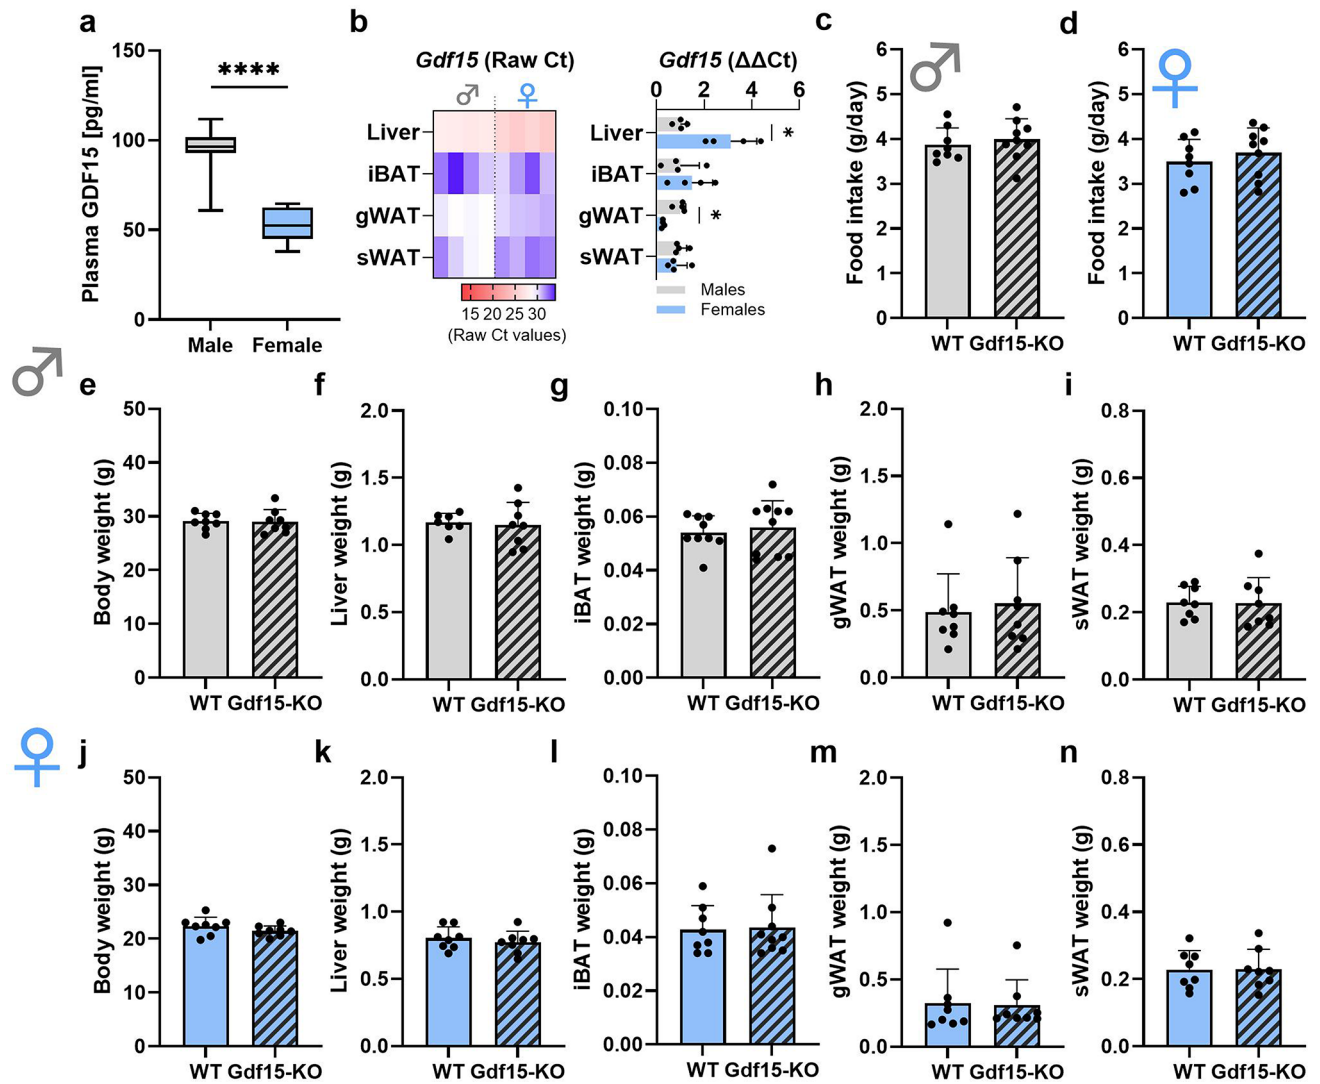 a
Plasma GDF15 [pg/ml]
150
100
50
0
****
Male Female
b
Gdf15 (Raw Ct)
♂ ♀
Liver
iBAT
gWAT
sWAT
15 20 25 30
(Raw Ct values)
Gdf15 (ΔΔCt)
0 2 4 6
Liver *
iBAT
gWAT *
sWAT
Males
Females
c
♂
Food intake (g/day)
6
5
4
3
2
1
0
WT Gdf15-KO
d
♀
Food intake (g/day)
6
5
4
3
2
1
0
WT Gdf15-KO
♂
e
Body weight (g)
50
40
30
20
10
0
WT Gdf15-KO
f
Liver weight (g)
2.0
1.5
1.0
0.5
0.0
WT Gdf15-KO
g
iBAT weight (g)
0.10
0.08
0.06
0.04
0.02
0.00
WT Gdf15-KO
h
gWAT weight (g)
2.0
1.5
1.0
0.5
0.0
WT Gdf15-KO
i
sWAT weight (g)
0.8
0.6
0.4
0.2
0.0
WT Gdf15-KO
♀
j
Body weight (g)
50
40
30
20
10
0
WT Gdf15-KO
k
Liver weight (g)
2.0
1.5
1.0
0.5
0.0
WT Gdf15-KO
l
iBAT weight (g)
0.10
0.08
0.06
0.04
0.02
0.00
WT Gdf15-KO
m
gWAT weight (g)
2.0
1.5
1.0
0.5
0.0
WT Gdf15-KO
n
sWAT weight (g)
0.8
0.6
0.4
0.2
0.0
WT Gdf15-KO